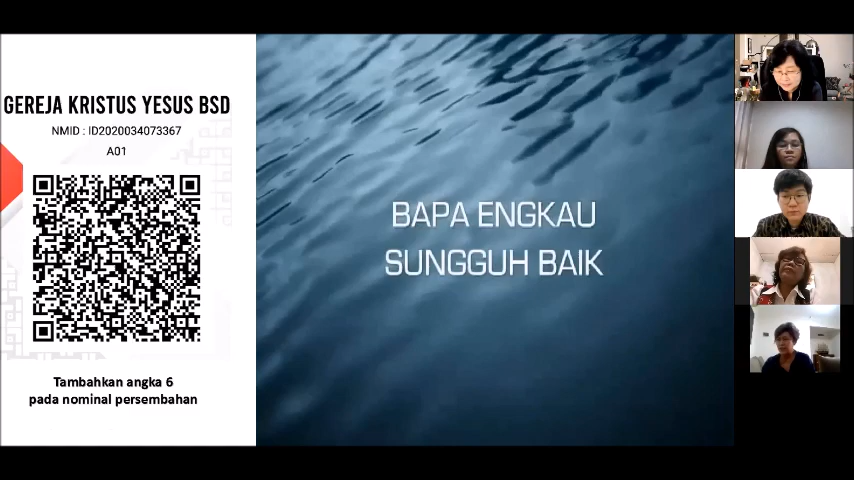 GEREJA KRISTUS YESUS BSD
NMID : ID2020034073367
A01
Tambahkan angka 6
pada nominal persembahan
BAPA ENGKAU
SUNGGUH BAIK